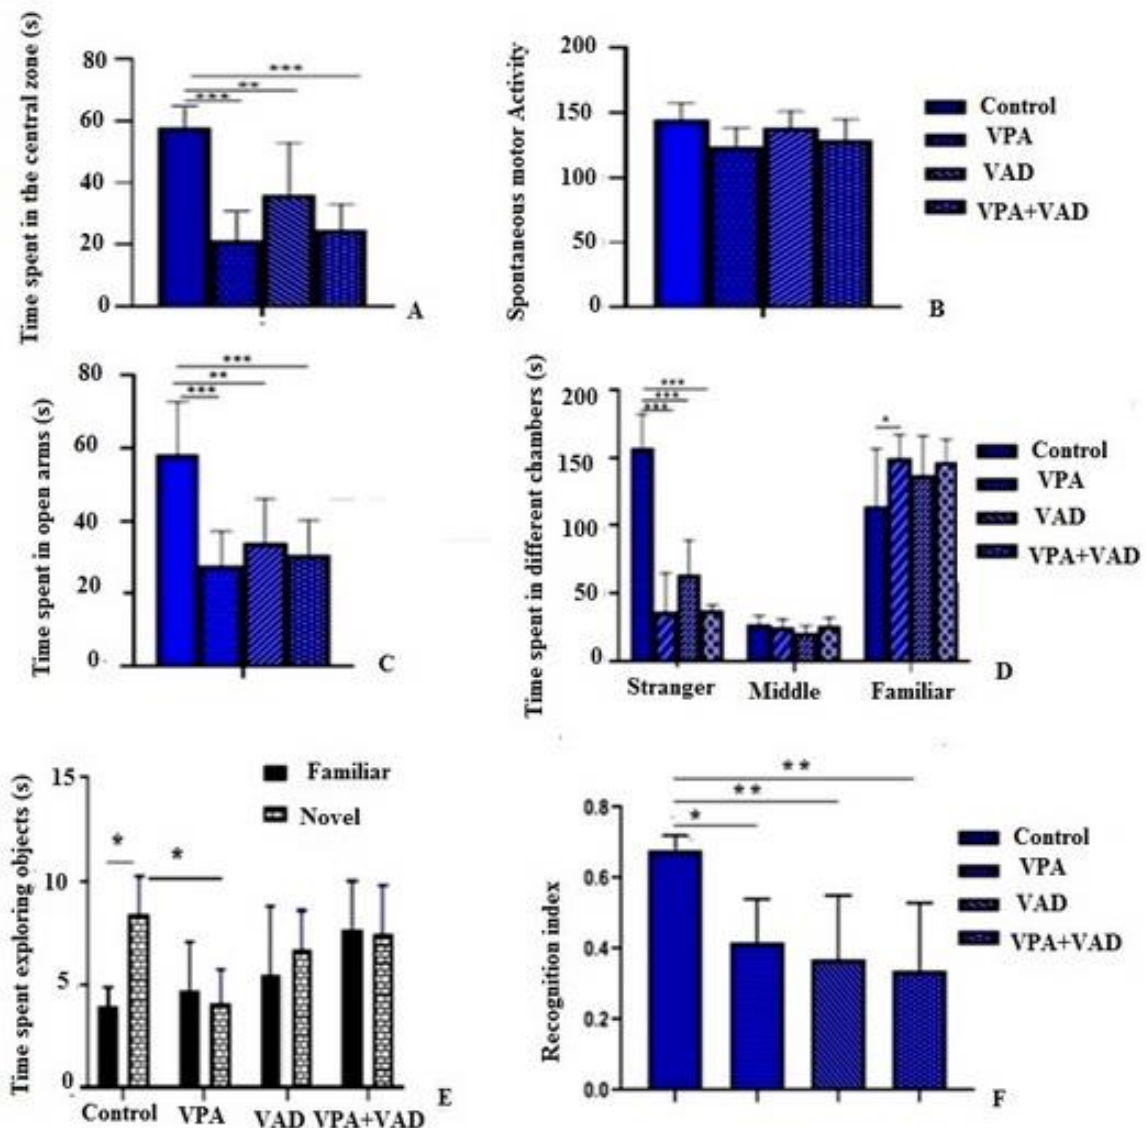 Time spent in the central zone (s)
80
60
40
20
0
***
**
***
A
Spontaneous motor Activity
200
150
100
50
0
Control
VPA
VAD
VPA+VAD
B
Time spent in open arms (s)
80
60
40
20
0
***
**
***
C
Time spent in different chambers (s)
200
150
100
50
0
***
***
***
*
Stranger
Middle
Familiar
Control
VPA
VAD
VPA+VAD
D
Time spent exploring objects (s)
15
10
5
0
Familiar
Novel
*
*
Control
VPA
VAD
VPA+VAD
E
Recognition index
0.8
0.6
0.4
0.2
0.0
**
**
*
Control
VPA
VAD
VPA+VAD
F